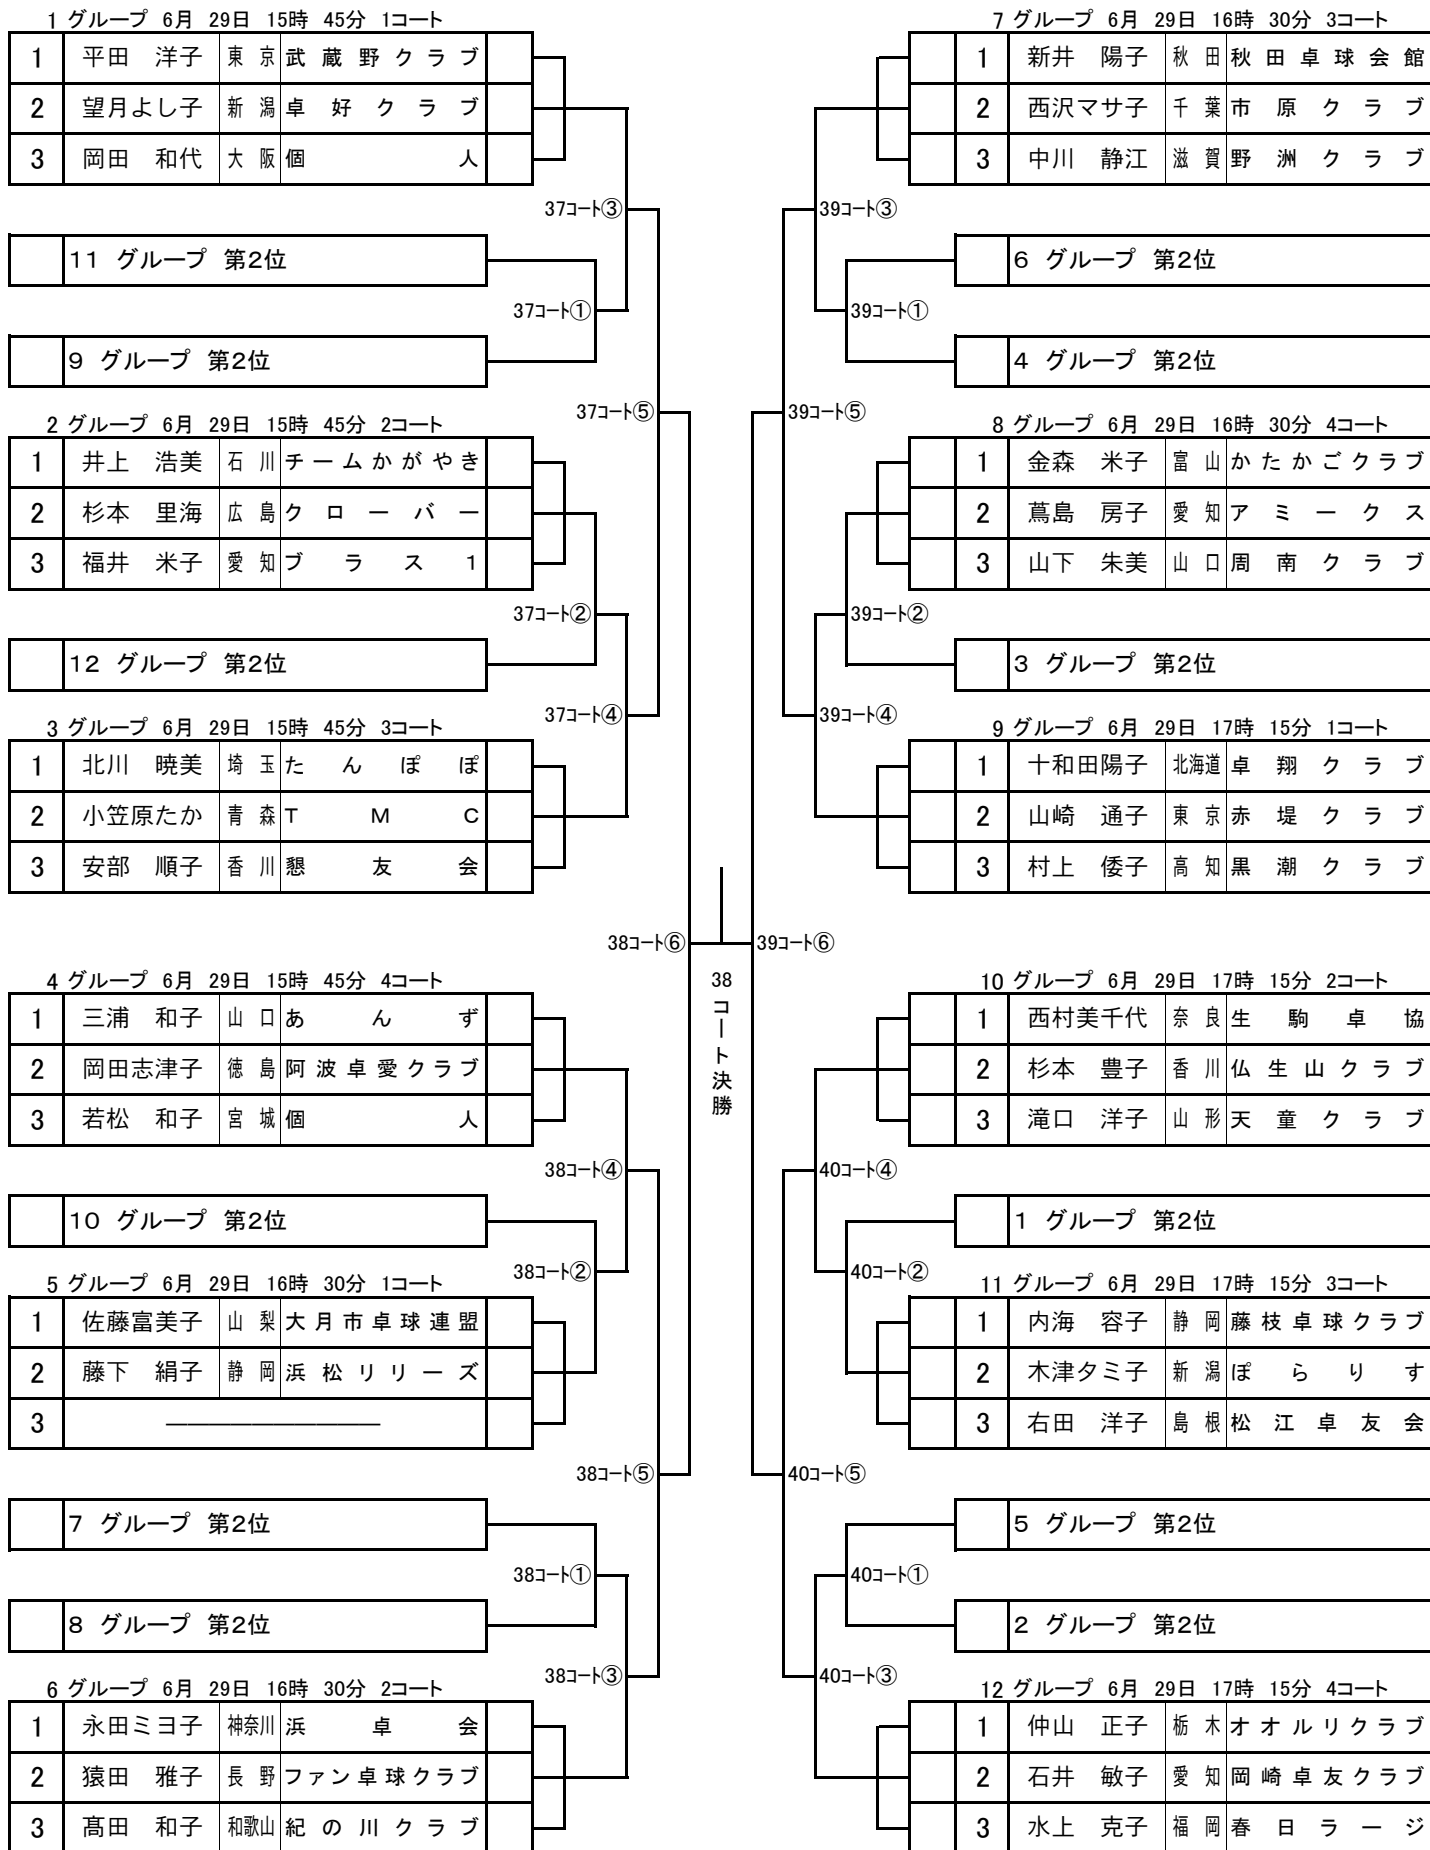 1 グループ 6月 29日 15時 45分 1コート
1 平田 洋子 東京 武蔵野クラブ
2 望月よし子 新潟 卓好クラブ
3 岡田 和代 大阪 個人
37コート③
11 グループ 第2位
37コート①
9 グループ 第2位
37コート⑤
2 グループ 6月 29日 15時 45分 2コート
1 井上 浩美 石川 チームかがやき
2 杉本 里海 広島 クローバー
3 福井 米子 愛知 プラス1
37コート②
12 グループ 第2位
37コート④
3 グループ 6月 29日 15時 45分 3コート
1 北川 暁美 埼玉 たんぽぽ
2 小笠原たか 青森 TMC
3 安部 順子 香川 懇友会
38コート⑥
4 グループ 6月 29日 15時 45分 4コート
1 三浦 和子 山口 あんず
2 岡田志津子 徳島 阿波卓愛クラブ
3 若松 和子 宮城 個人
38コート④
10 グループ 第2位
38コート②
5 グループ 6月 29日 16時 30分 1コート
1 佐藤富美子 山梨 大月市卓球連盟
2 藤下 絹子 静岡 浜松リリーズ
3 ――――――――――
38コート⑤
7 グループ 第2位
38コート①
8 グループ 第2位
38コート③
6 グループ 6月 29日 16時 30分 2コート
1 永田ミヨ子 神奈川 浜卓会
2 猿田 雅子 長野 ファン卓球クラブ
3 髙田 和子 和歌山 紀の川クラブ
38コート決勝
7 グループ 6月 29日 16時 30分 3コート
1 新井 陽子 秋田 秋田卓球会館
2 西沢マサ子 千葉 市原クラブ
3 中川 静江 滋賀 野洲クラブ
39コート③
6 グループ 第2位
39コート①
4 グループ 第2位
39コート⑤
8 グループ 6月 29日 16時 30分 4コート
1 金森 米子 富山 かたかごクラブ
2 蔦島 房子 愛知 アミークス
3 山下 朱美 山口 周南クラブ
39コート②
3 グループ 第2位
39コート④
9 グループ 6月 29日 17時 15分 1コート
1 十和田陽子 北海道 卓翔クラブ
2 山崎 通子 東京 赤堤クラブ
3 村上 倭子 高知 黒潮クラブ
39コート⑥
10 グループ 6月 29日 17時 15分 2コート
1 西村美千代 奈良 生駒卓協
2 杉本 豊子 香川 仏生山クラブ
3 滝口 洋子 山形 天童クラブ
40コート④
1 グループ 第2位
40コート②
11 グループ 6月 29日 17時 15分 3コート
1 内海 容子 静岡 藤枝卓球クラブ
2 木津タミ子 新潟 ぽらりす
3 右田 洋子 島根 松江卓友会
40コート⑤
5 グループ 第2位
40コート①
2 グループ 第2位
40コート③
12 グループ 6月 29日 17時 15分 4コート
1 仲山 正子 栃木 オオルリクラブ
2 石井 敏子 愛知 岡崎卓友クラブ
3 水上 克子 福岡 春日ラージ